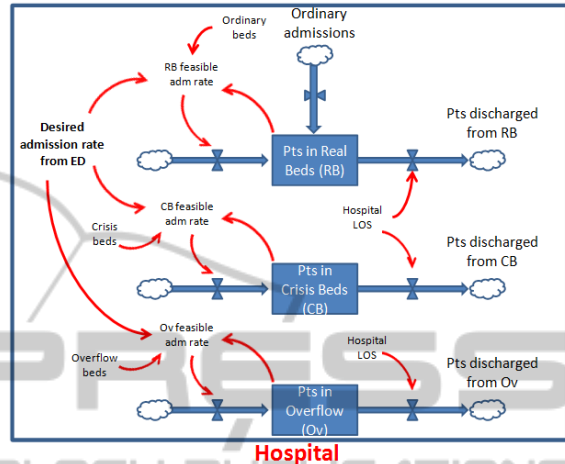 Ordinary
beds
Ordinary
admissions
RB feasible
adm rate
Desired
admission rate
from ED
Pts in Real
Beds (RB)
Pts discharged
from RB
CB feasible
adm rate
Crisis
beds
Hospital
LOS
Pts in
Crisis Beds
(CB)
Pts discharged
from CB
Ov feasible
adm rate
Overflow
beds
Hospital
LOS
Pts in
Overflow
(Ov)
Pts discharged
from Ov
Hospital
PRESS